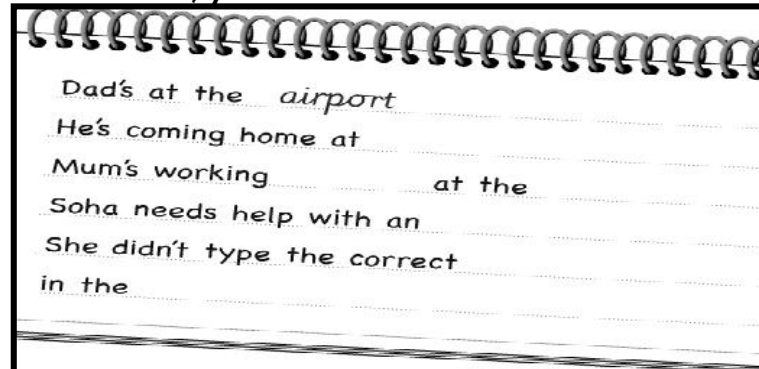 Dad's at the airport
He's coming home at
Mum's working at the
Soha needs help with an
She didn't type the correct
in the